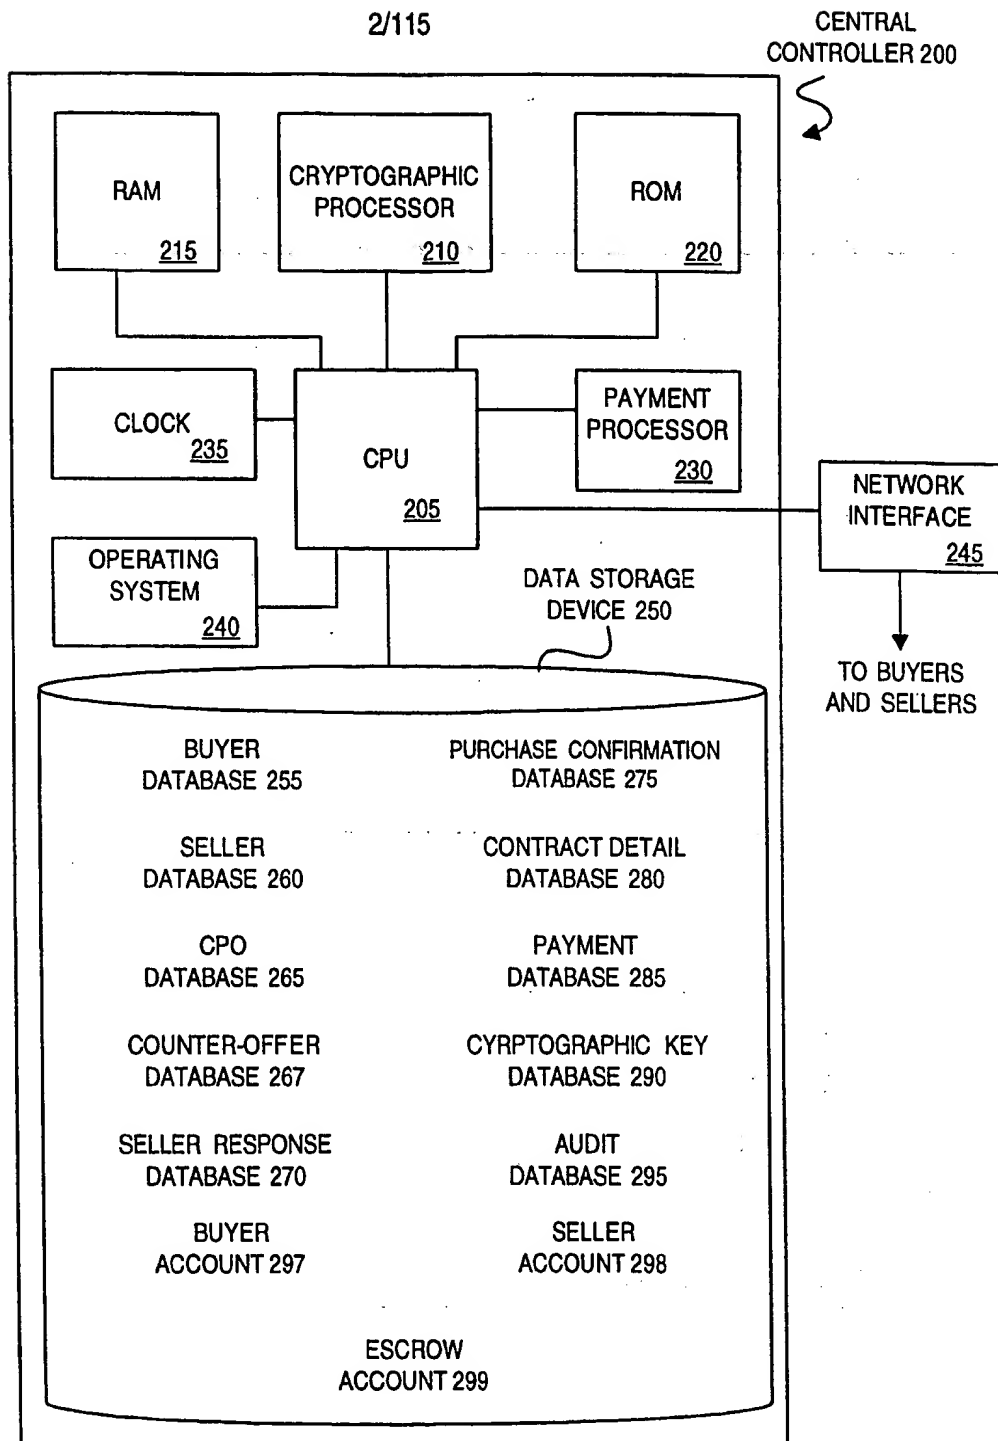 2/115
CENTRAL
CONTROLLER 200
RAM
215
CRYPTOGRAPHIC
PROCESSOR
210
ROM
220
CLOCK
235
CPU
205
PAYMENT
PROCESSOR
230
NETWORK
INTERFACE
245
OPERATING
SYSTEM
240
DATA STORAGE
DEVICE 250
TO BUYERS
AND SELLERS
BUYER
DATABASE 255
PURCHASE CONFIRMATION
DATABASE 275
SELLER
DATABASE 260
CONTRACT DETAIL
DATABASE 280
CPO
DATABASE 265
PAYMENT
DATABASE 285
COUNTER-OFFER
DATABASE 267
CYRPTOGRAPHIC KEY
DATABASE 290
SELLER RESPONSE
DATABASE 270
AUDIT
DATABASE 295
BUYER
ACCOUNT 297
SELLER
ACCOUNT 298
ESCROW
ACCOUNT 299